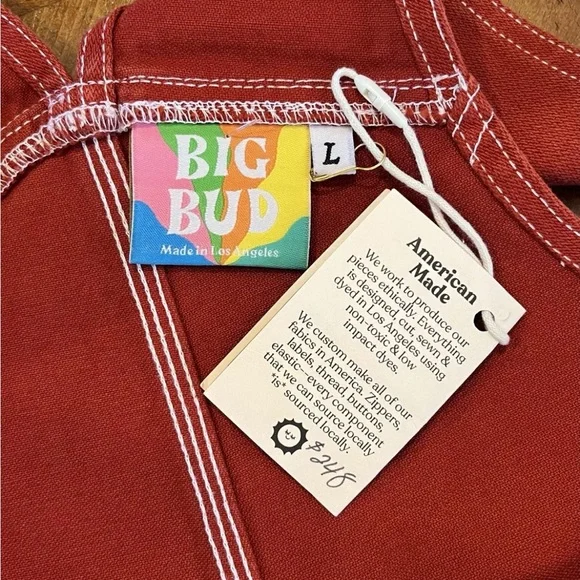 BIG
BUD
Made in Los Angeles
L
American
Made
We work to produce our
pieces ethically. Everything
is designed, cut, sewn &
dyed in Los Angeles using
non-toxic & low
impact dyes.
We custom make all of our
fabics in America. Zippers,
labels, thread, buttons,
elastic—every component
that we can source locally
*is* sourced locally.
$248